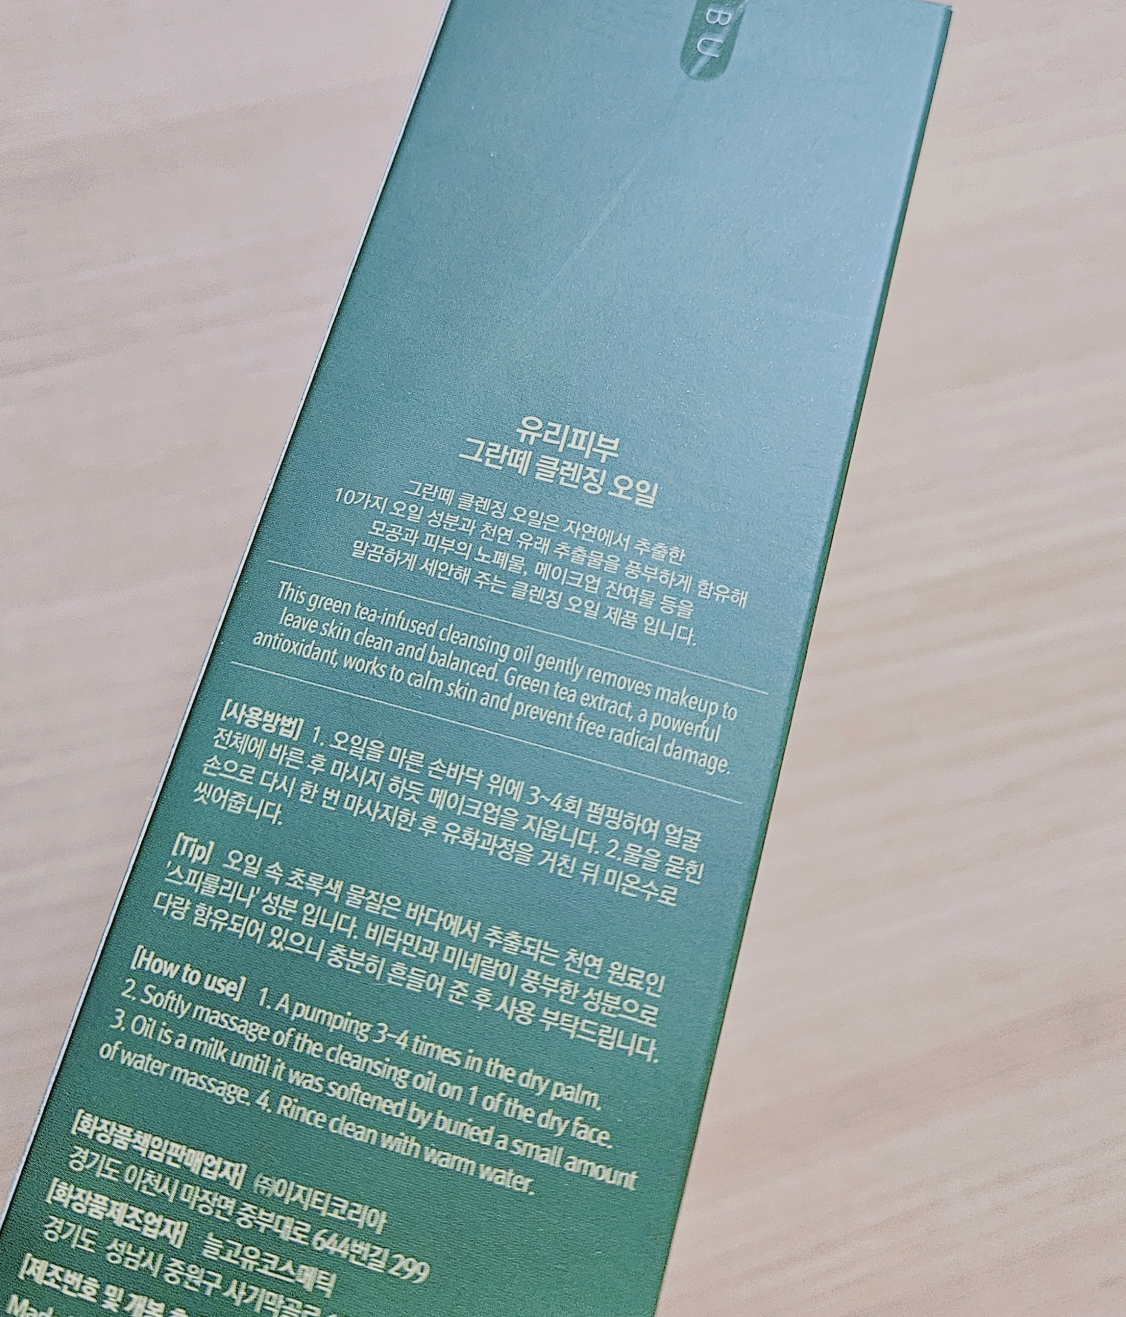 BU
유리피부
그란떼 클렌징 오일
그란떼 클렌징 오일은 자연에서 추출한
10가지 오일 성분과 천연 유래 추출물을 풍부하게 함유해
모공과 피부의 노폐물, 메이크업 잔여물 등을
말끔하게 세안해 주는 클렌징 오일 제품 입니다.
This green tea-infused cleansing oil gently removes makeup to
leave skin clean and balanced. Green tea extract, a powerful
antioxidant, works to calm skin and prevent free radical damage.
[사용방법] 1. 오일을 마른 손바닥 위에 3~4회 펌핑하여 얼굴
전체에 바른 후 마시지 하듯 메이크업을 지웁니다. 2.물을 묻힌
손으로 다시 한 번 마사지한 후 유화과정을 거친 뒤 미온수로
씻어줍니다.
[Tip] 오일 속 초록색 물질은 바다에서 추출되는 천연 원료인
'스피룰리나' 성분 입니다. 비타민과 미네랄이 풍부한 성분으로
다량 함유되어 있으니 충분히 흔들어 준 후 사용 부탁드립니다.
[How to use] 1. A pumping 3~4 times in the dry palm.
2. Softly massage of the cleansing oil on 1 of the dry face.
3. Oil is a milk until it was softened by buried a small amount
of water massage. 4. Rince clean with warm water.
[화장품책임판매업자] ㈜이지티코리아
경기도 이천시 마장면 중부대로 644번길 299
[화장품제조업자] 늘고유코스메틱
경기도 성남시 중원구 사기막골로
[제조번호 및 개봉
Made